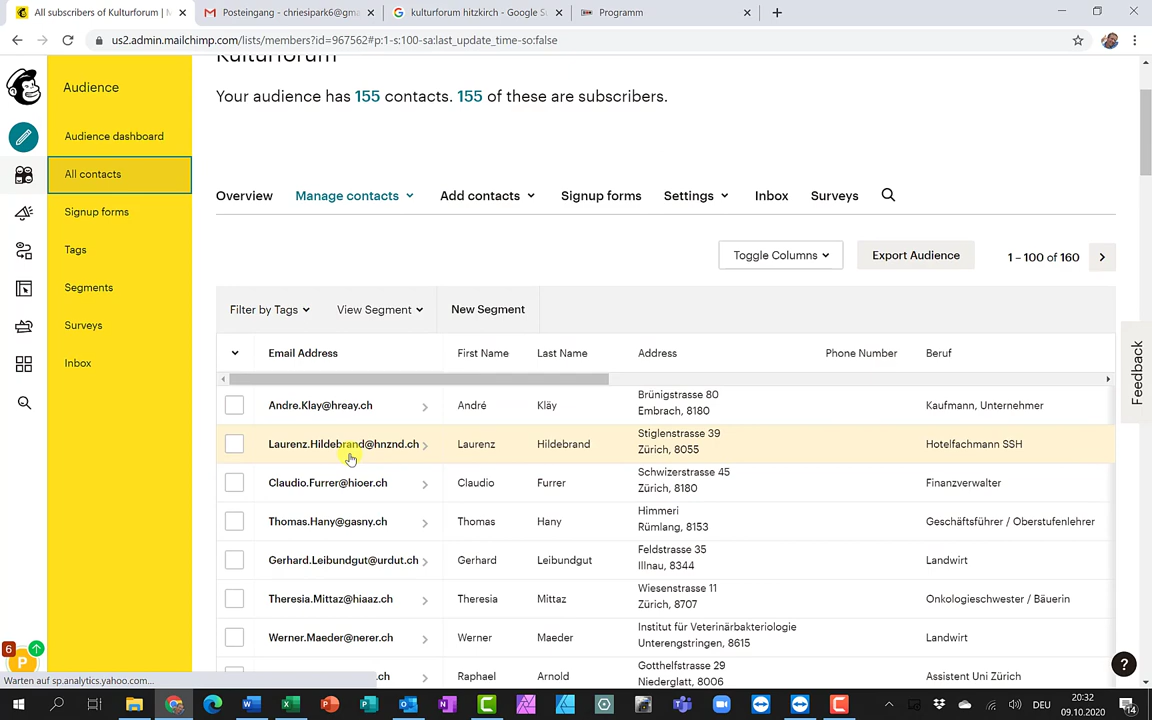 All subscribers of Kulturforum | M
Posteingang - chriesipark6@gma
kulturforum hitzkirch - Google Su
Programm
us2.admin.mailchimp.com/lists/members?id=967562#p:1-s:100-sa:last_update_time-so:false
Audience
Audience dashboard
All contacts
Signup forms
Tags
Segments
Surveys
Inbox
Kulturforum
Your audience has 155 contacts. 155 of these are subscribers.
Overview Manage contacts Add contacts Signup forms Settings Inbox Surveys
Toggle Columns Export Audience 1 – 100 of 160
Filter by Tags View Segment New Segment
Email Address First Name Last Name Address Phone Number Beruf
Andre.Klay@hreay.ch André Kläy Brünigstrasse 80 Kaufmann, Unternehmer
Embrach, 8180
Laurenz.Hildebrand@hnznd.ch Laurenz Hildebrand Stiglenstrasse 39 Hotelfachmann SSH
Zürich, 8055
Claudio.Furrer@hioer.ch Claudio Furrer Schwizerstrasse 45 Finanzverwalter
Zürich, 8180
Thomas.Hany@gasny.ch Thomas Hany Himmeri Geschäftsführer / Oberstufenlehrer
Rümlang, 8153
Gerhard.Leibundgut@urdut.ch Gerhard Leibundgut Feldstrasse 35 Landwirt
Illnau, 8344
Theresia.Mittaz@hiaaz.ch Theresia Mittaz Wiesenstrasse 11 Onkologieschwester / Bäuerin
Zürich, 8707
Werner.Maeder@nerer.ch Werner Maeder Institut für Veterinärbakteriologie Landwirt
Unterengstringen, 8615
.ch Raphael Arnold Gotthelfstrasse 29 Assistent Uni Zürich
Niederglatt, 8006
Feedback
6
P
?
Warten auf sp.analytics.yahoo.com...
DEU
20:32
09.10.2020
14